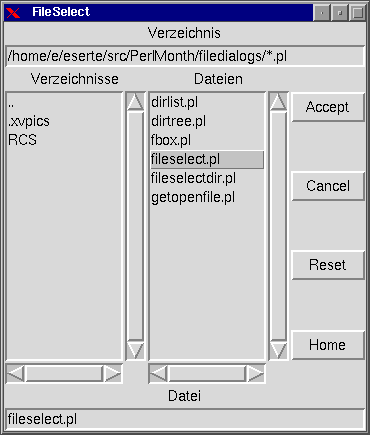 FileSelect
Verzeichnis
/home/e/eserte/src/PerlMonth/filedialogs/*.pl
Verzeichnisse
Dateien
..
.xvpics
RCS
dirlist.pl
dirtree.pl
fbox.pl
fileselect.pl
fileselectdir.pl
getopenfile.pl
Accept
Cancel
Reset
Home
Datei
fileselect.pl